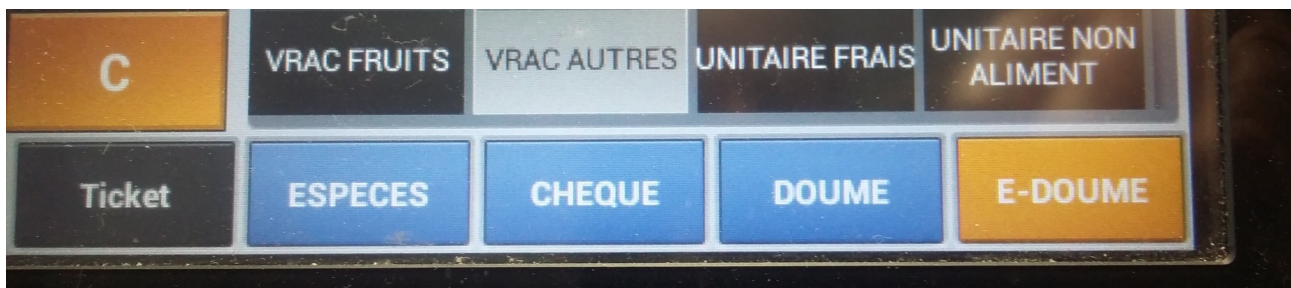 C
VRAC FRUITS
VRAC AUTRES
UNITAIRE FRAIS
UNITAIRE NON
ALIMENT
Ticket
ESPECES
CHEQUE
DOUME
E-DOUME